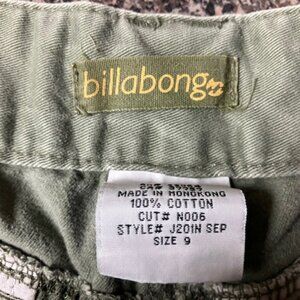 billabong
MADE IN HONGKONG
100% COTTON
CUT# N006
STYLE# J201N SEP
SIZE 9